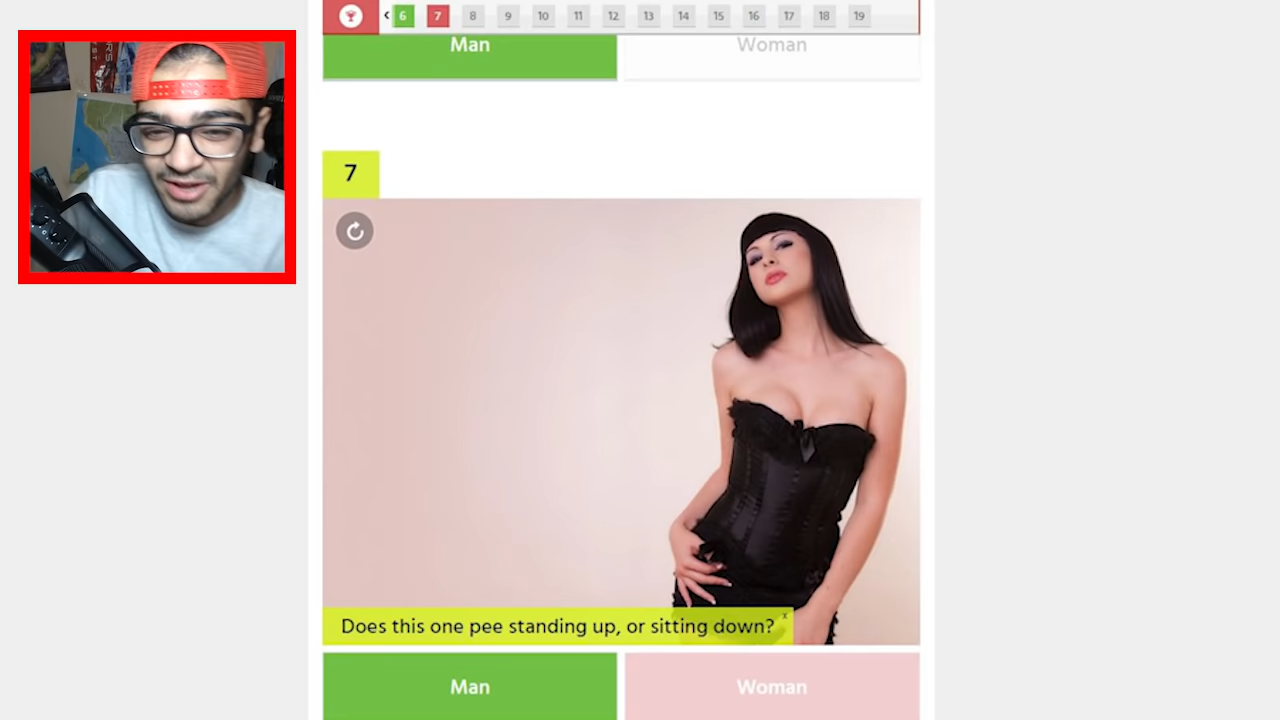 6 7 8 9 10 11 12 13 14 15 16 17 18 19
Man Woman
7
Does this one pee standing up, or sitting down? x
Man Woman